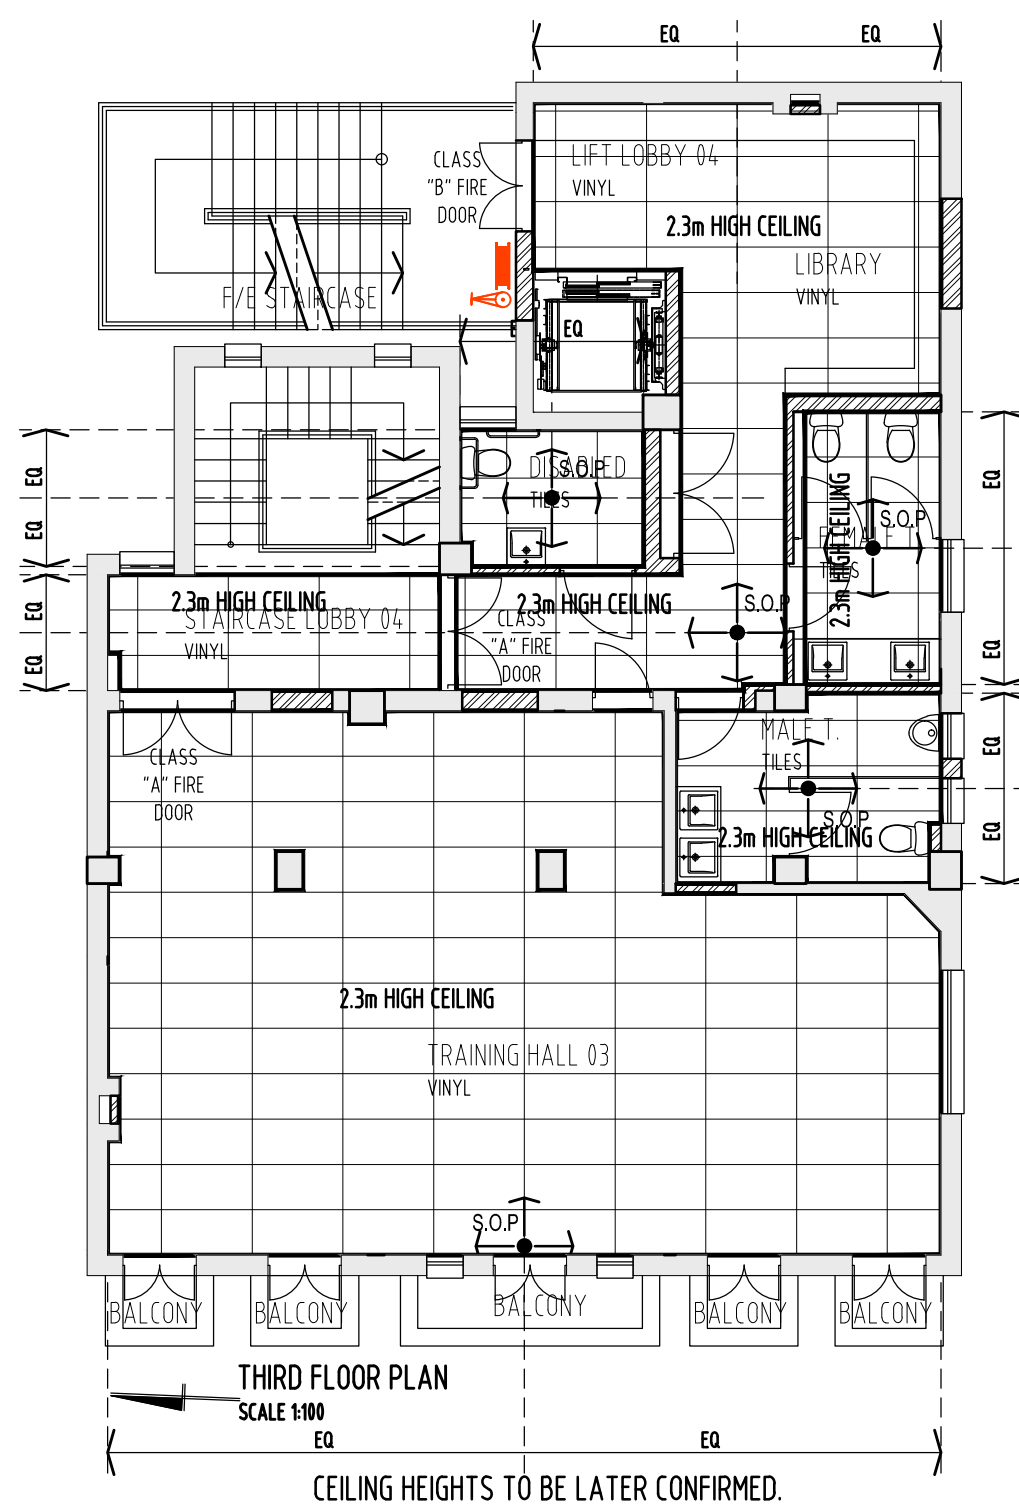 EQ
EQ
CLASS
"B" FIRE
DOOR
LIFT LOBBY 04
VINYL
2.3m HIGH CEILING
LIBRARY
VINYL
F/E STAIRCASE
EQ
DISABLED
S.O.P
TILES
EQ
EQ
EQ
EQ
2.3m HIGH CEILING
STAIRCASE LOBBY 04
VINYL
2.3m HIGH CEILING
CLASS
"A" FIRE
DOOR
S.O.P
2.3m HIGH CEILING
S.O.P
TILES
EQ
EQ
CLASS
"A" FIRE
DOOR
MALE T.
TILES
S.O.P
2.3m HIGH CEILING
EQ
EQ
2.3m HIGH CEILING
TRAINING HALL 03
VINYL
S.O.P
BALCONY
BALCONY
BALCONY
BALCONY
BALCONY
THIRD FLOOR PLAN
SCALE 1:100
EQ
EQ
CEILING HEIGHTS TO BE LATER CONFIRMED.